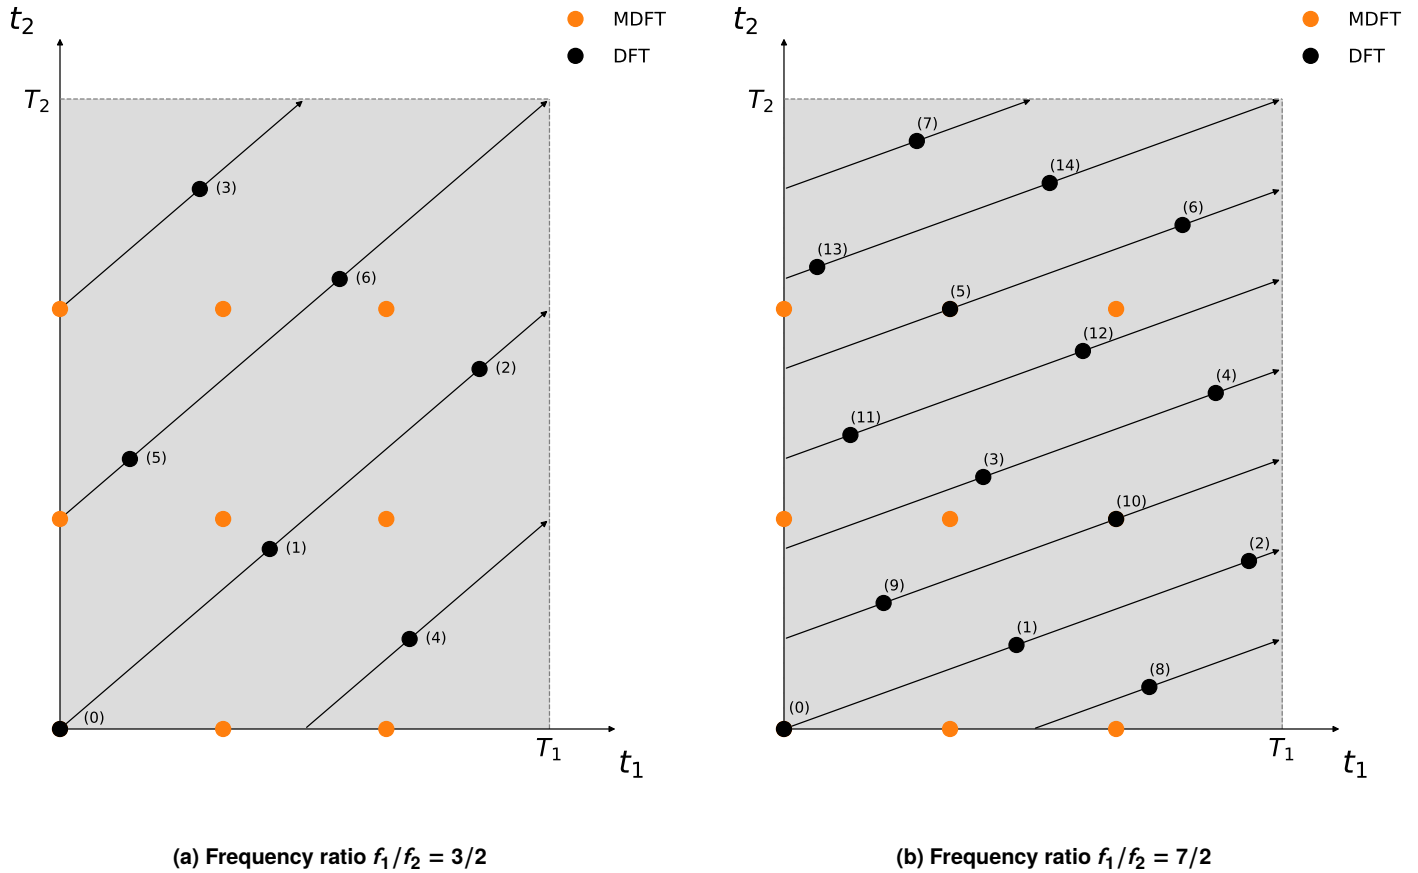 t₂
MDFT
DFT
T₂
(3)
(6)
(2)
(5)
(1)
(4)
(0)
T₁
t₁
(a) Frequency ratio f₁/f₂ = 3/2
t₂
MDFT
DFT
T₂
(7)
(14)
(6)
(13)
(5)
(12)
(4)
(11)
(3)
(10)
(2)
(9)
(1)
(8)
(0)
T₁
t₁
(b) Frequency ratio f₁/f₂ = 7/2